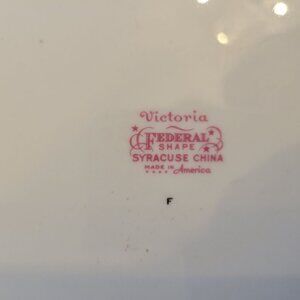 Victoria
FEDERAL
SHAPE
SYRACUSE CHINA
MADE IN America
F